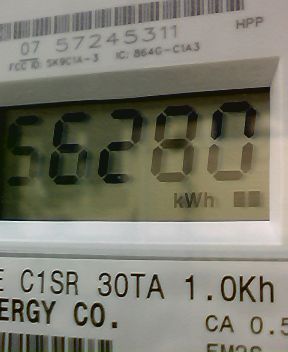 HPP
07 57245311
FCC ID: SK9C1A-3 IC: 864G-C1A3
56280
kWh
E C1SR 30TA 1.0Kh
ERGY CO.
CA 0.5
EM2S